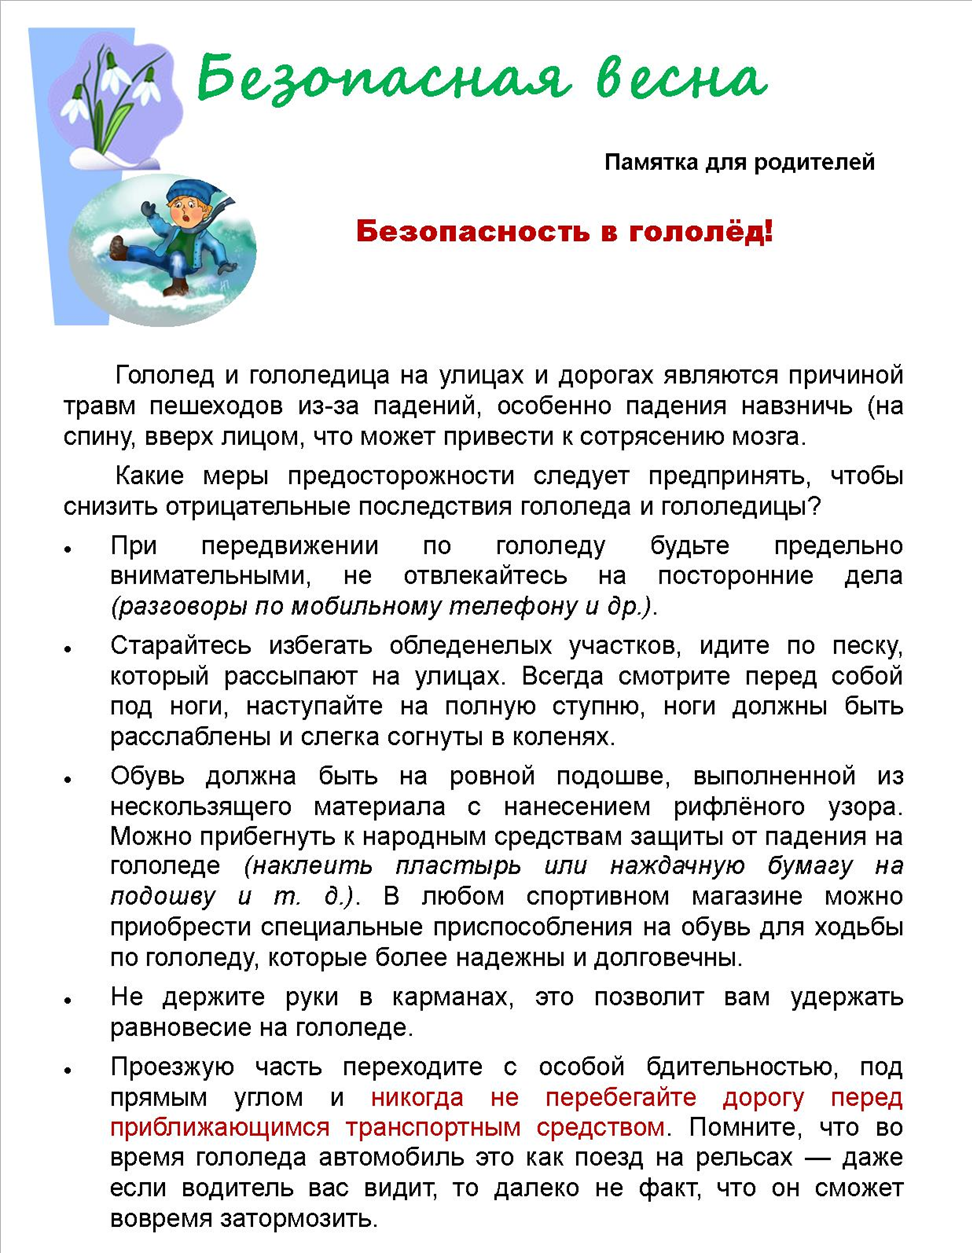 Безопасная весна
Памятка для родителей
Безопасность в гололёд!
Гололед и гололедица на улицах и дорогах являются причиной
травм пешеходов из-за падений, особенно падения навзничь (на
спину, вверх лицом, что может привести к сотрясению мозга.
Какие меры предосторожности следует предпринять, чтобы
снизить отрицательные последствия гололеда и гололедицы?
• При передвижении по гололеду будьте предельно
внимательными, не отвлекайтесь на посторонние дела
(разговоры по мобильному телефону и др.).
• Старайтесь избегать обледенелых участков, идите по песку,
который рассыпают на улицах. Всегда смотрите перед собой
под ноги, наступайте на полную ступню, ноги должны быть
расслаблены и слегка согнуты в коленях.
• Обувь должна быть на ровной подошве, выполненной из
нескользящего материала с нанесением рифлёного узора.
Можно прибегнуть к народным средствам защиты от падения на
гололеде (наклеить пластырь или наждачную бумагу на
подошву и т. д.). В любом спортивном магазине можно
приобрести специальные приспособления на обувь для ходьбы
по гололеду, которые более надежны и долговечны.
• Не держите руки в карманах, это позволит вам удержать
равновесие на гололеде.
• Проезжую часть переходите с особой бдительностью, под
прямым углом и никогда не перебегайте дорогу перед
приближающимся транспортным средством. Помните, что во
время гололеда автомобиль это как поезд на рельсах — даже
если водитель вас видит, то далеко не факт, что он сможет
вовремя затормозить.